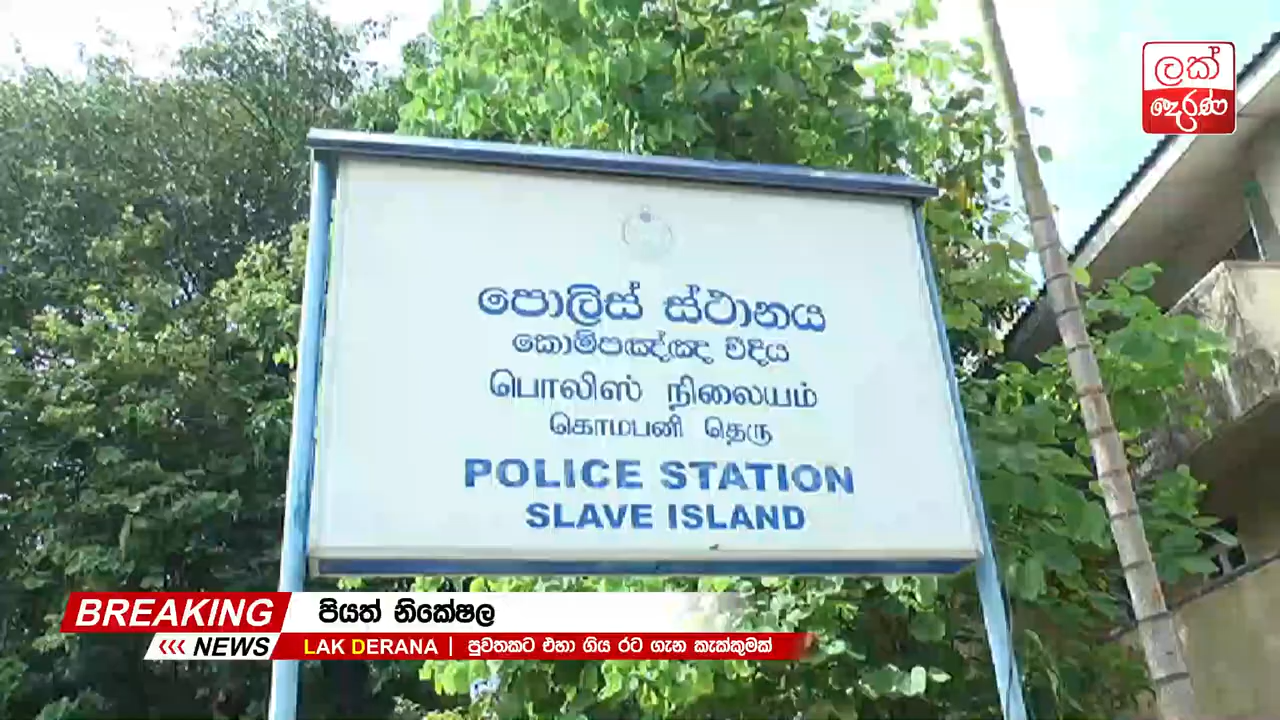 ලක්
දෙරණ
පොලිස් ස්ථානය
කොම්පඤ්ඤ වීදිය
பொலிஸ் நிலையம்
கொமபனி தெரு
POLICE STATION
SLAVE ISLAND
BREAKING
NEWS
පියත් නිකේෂල
LAK DERANA | පුවතකට එහා ගිය රට ගැන කැක්කුමක්